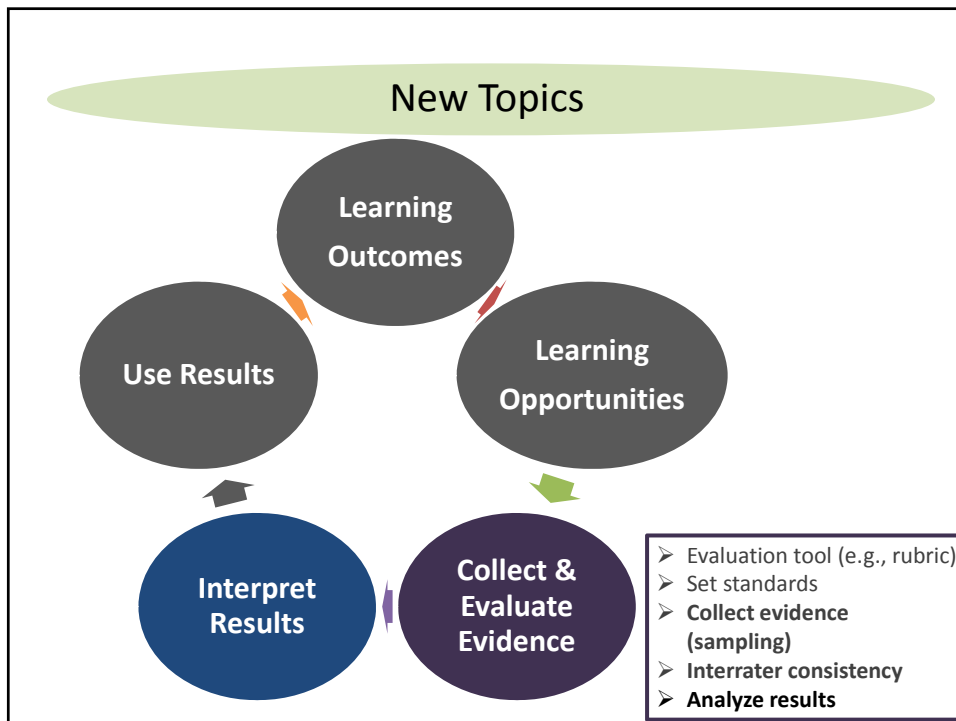 New Topics
Learning
Outcomes
Learning
Opportunities
Use Results
Interpret
Results
Collect &
Evaluate
Evidence
➢ Evaluation tool (e.g., rubric)
➢ Set standards
➢ Collect evidence
(sampling)
➢ Interrater consistency
➢ Analyze results